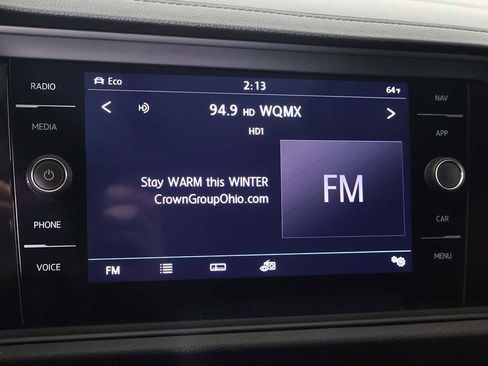 RADIO
MEDIA
PHONE
VOICE
Eco
2:13
64°F
94.9 HD WQMX
HD1
Stay WARM this WINTER
CrownGroupOhio.com
FM
FM
NAV
APP
CAR
MENU